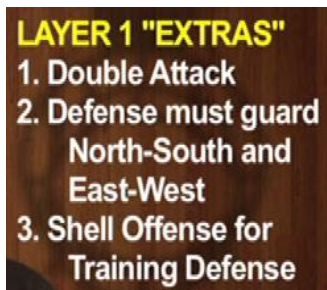 LAYER 1 "EXTRAS"
1. Double Attack
2. Defense must guard
North-South and
East-West
3. Shell Offense for
Training Defense